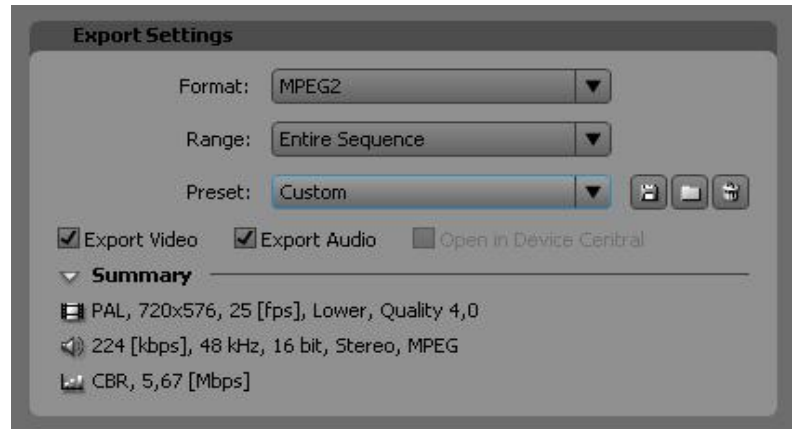 Export Settings
Format: MPEG2
Range: Entire Sequence
Preset: Custom
Export Video Export Audio Open in Device Central
Summary
PAL, 720x576, 25 [fps], Lower, Quality 4,0
224 [kbps], 48 kHz, 16 bit, Stereo, MPEG
CBR, 5,67 [Mbps]